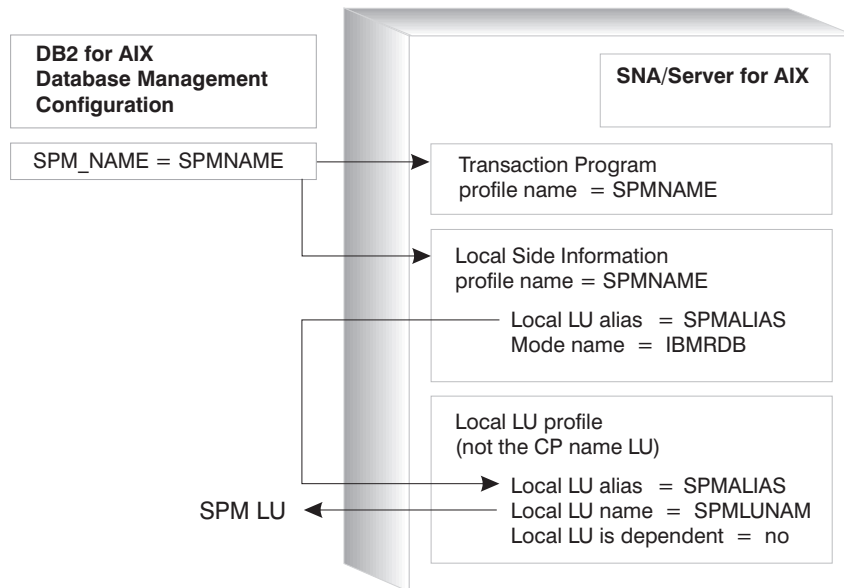 DB2 for AIX
Database Management
Configuration
SPM_NAME = SPMNAME
SNA/Server for AIX
Transaction Program
profile name = SPMNAME
Local Side Information
profile name = SPMNAME
Local LU alias = SPMALIAS
Mode name = IBMRDB
Local LU profile
(not the CP name LU)
Local LU alias = SPMALIAS
Local LU name = SPMLUNAM
Local LU is dependent = no
SPM LU